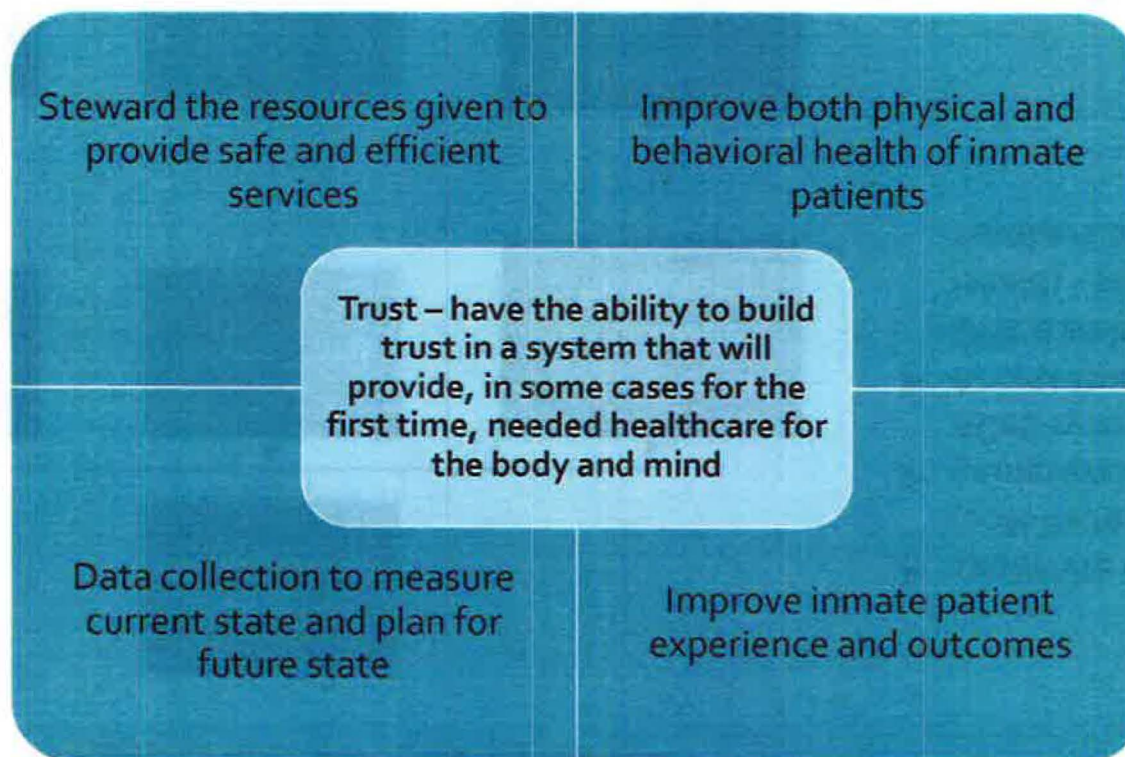 Steward the resources given to
provide safe and efficient
services
Improve both physical and
behavioral health of inmate
patients
Trust – have the ability to build
trust in a system that will
provide, in some cases for the
first time, needed healthcare for
the body and mind
Data collection to measure
current state and plan for
future state
Improve inmate patient
experience and outcomes